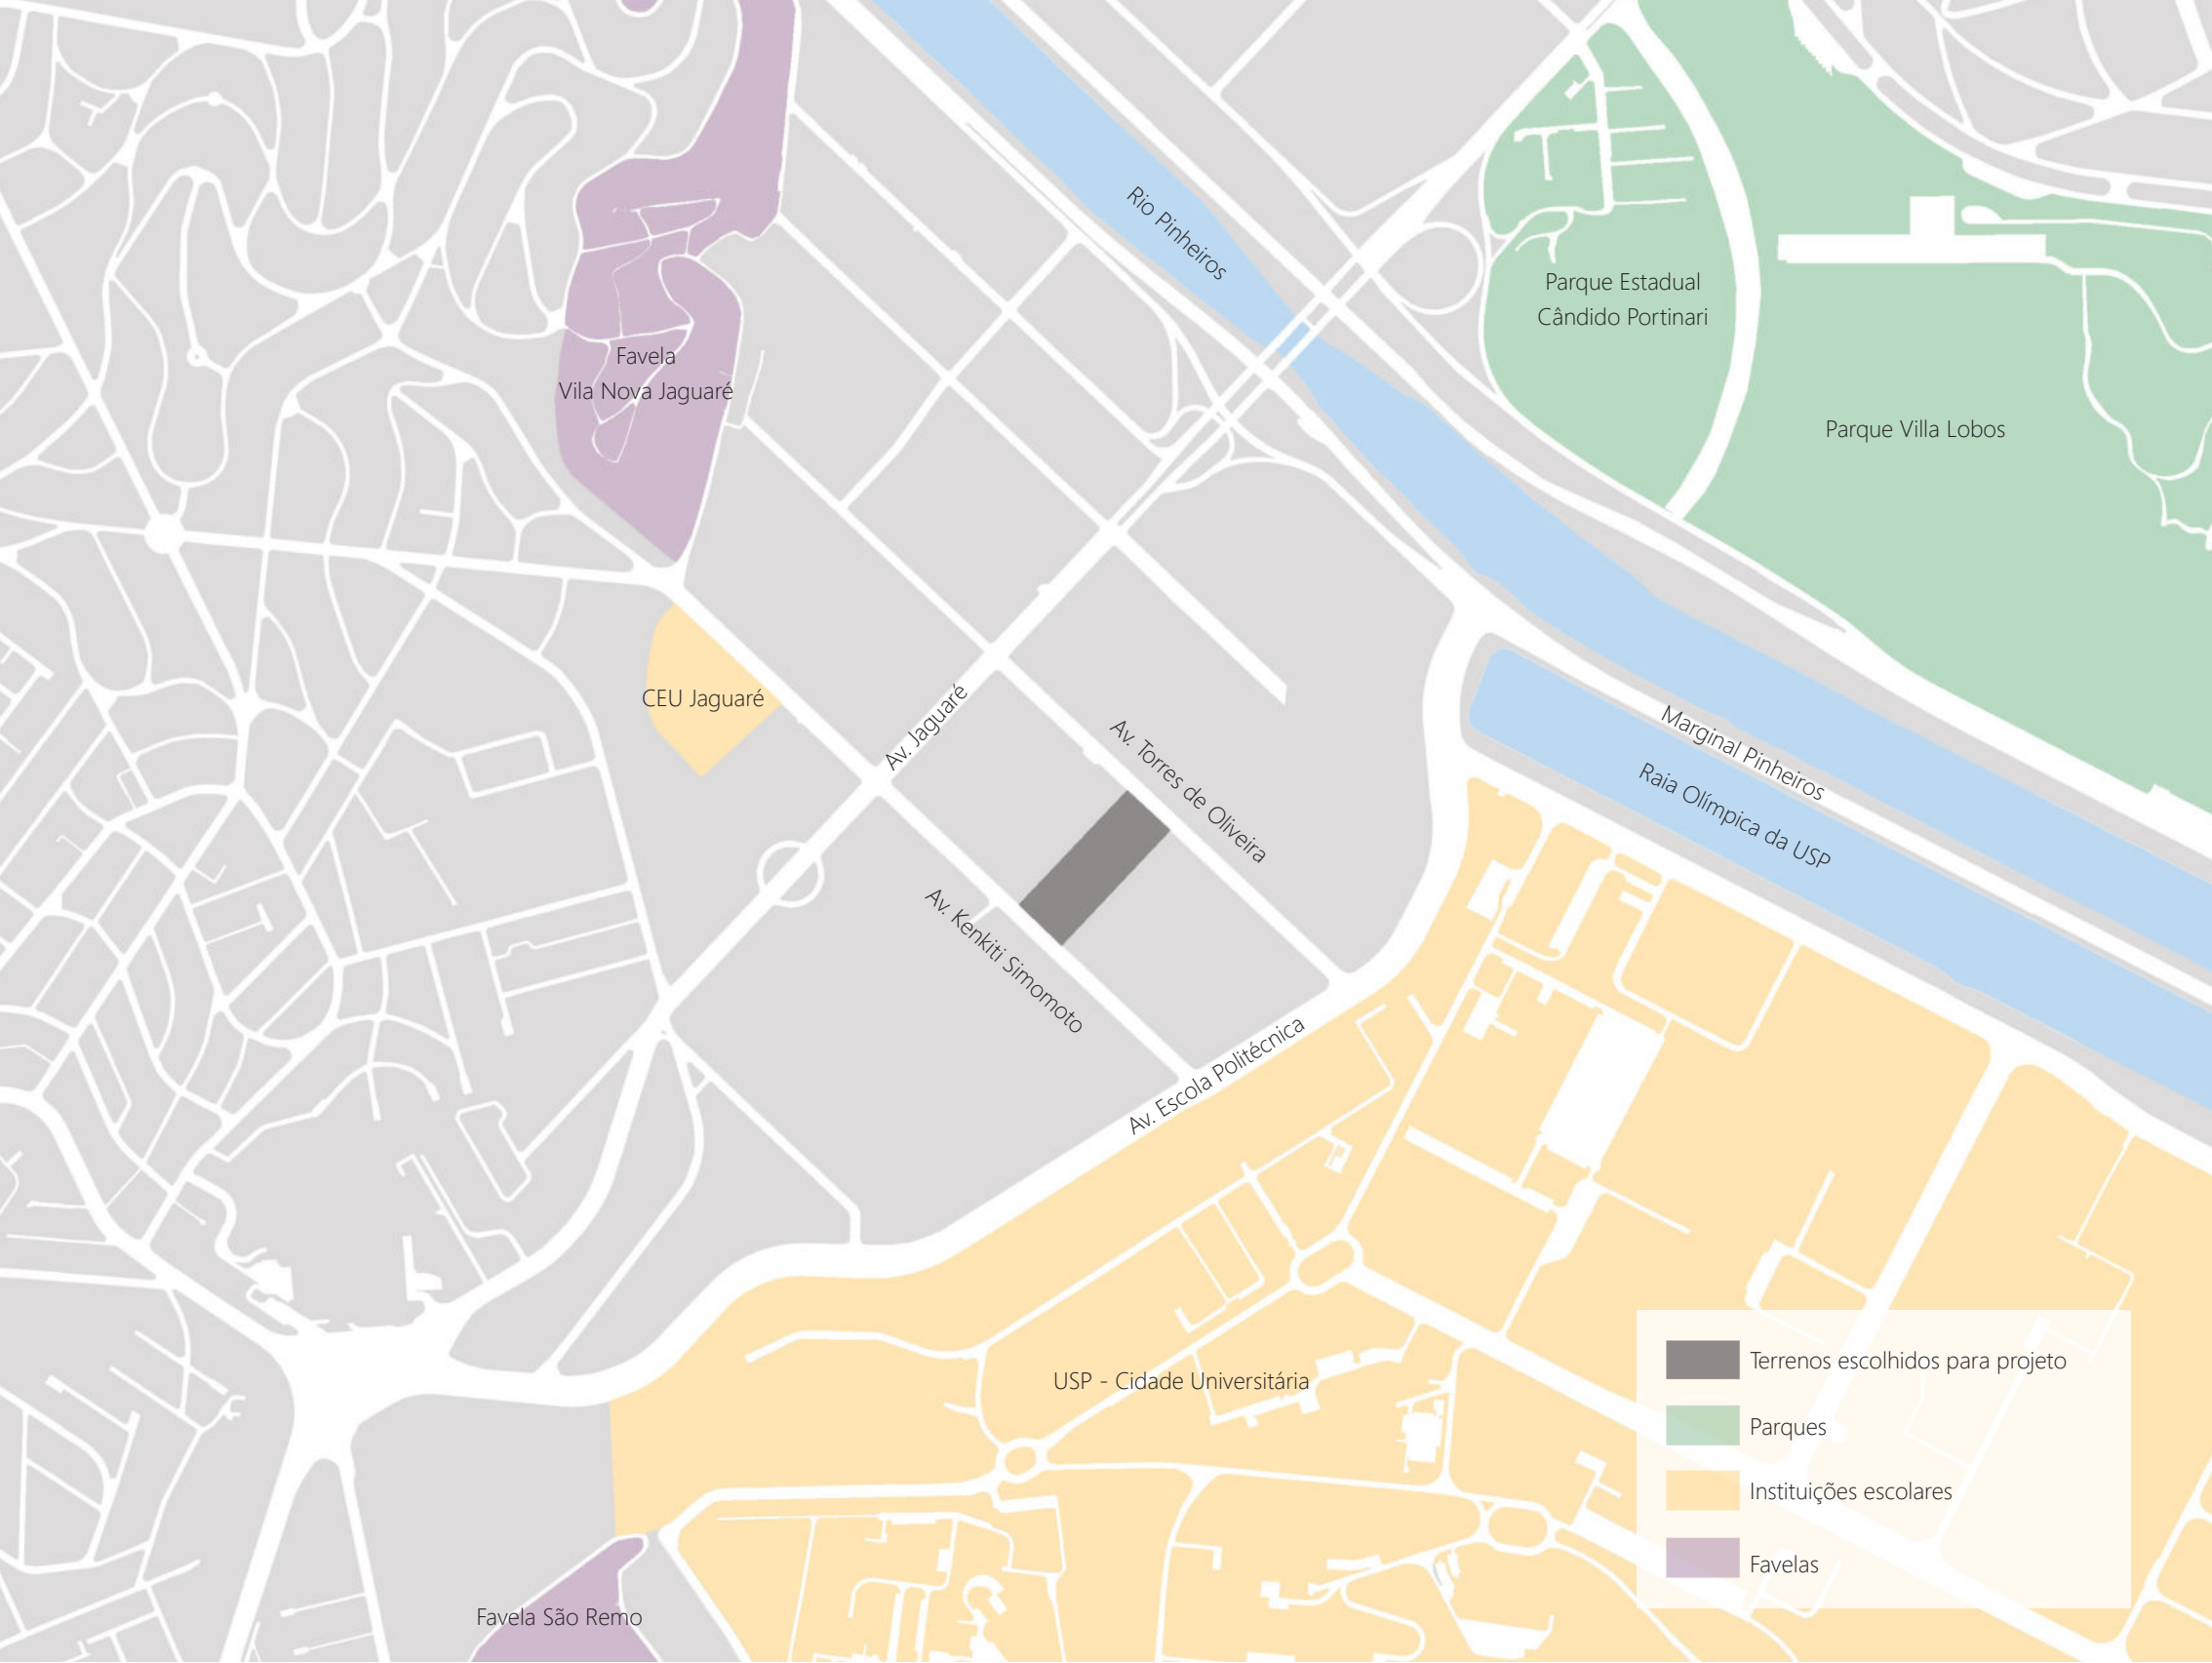 Rio Pinheiros
Parque Estadual
Cândido Portinari
Favela
Vila Nova Jaguaré
Parque Villa Lobos
CEU Jaguaré
Av. Jaguaré
Av. Torres de Oliveira
Marginal Pinheiros
Raia Olímpica da USP
Av. Kenkiti Simomoto
Av. Escola Politécnica
USP - Cidade Universitária
Favela São Remo
Terrenos escolhidos para projeto
Parques
Instituições escolares
Favelas